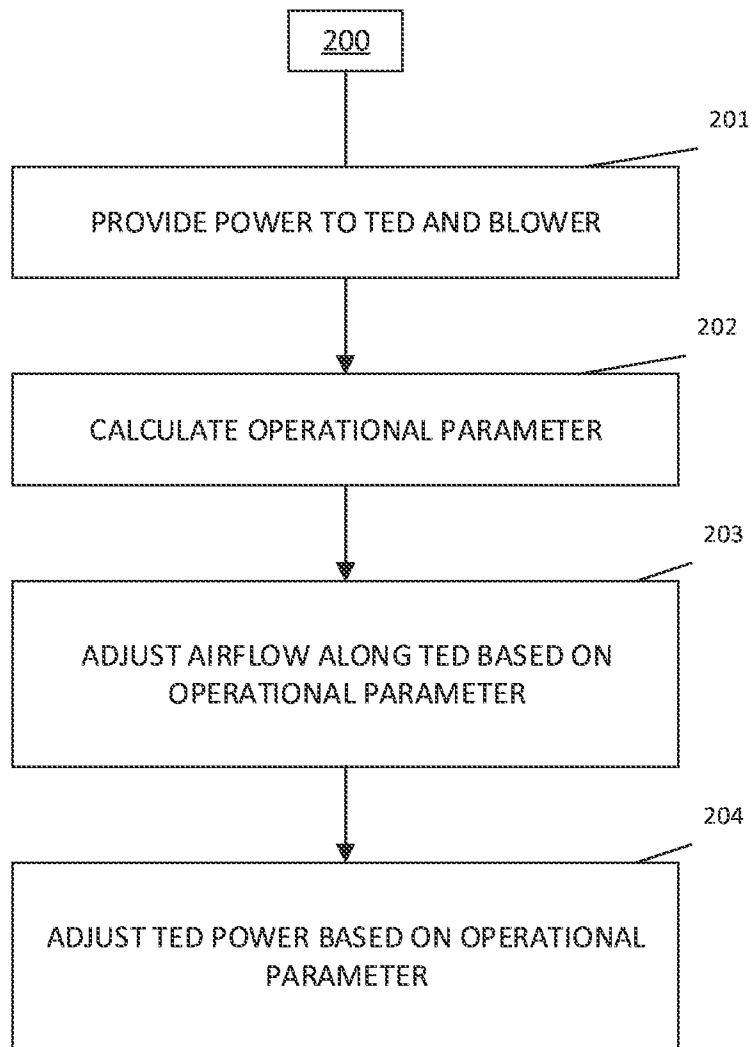 200
201
PROVIDE POWER TO TED AND BLOWER
202
CALCULATE OPERATIONAL PARAMETER
203
ADJUST AIRFLOW ALONG TED BASED ON
OPERATIONAL PARAMETER
204
ADJUST TED POWER BASED ON OPERATIONAL
PARAMETER